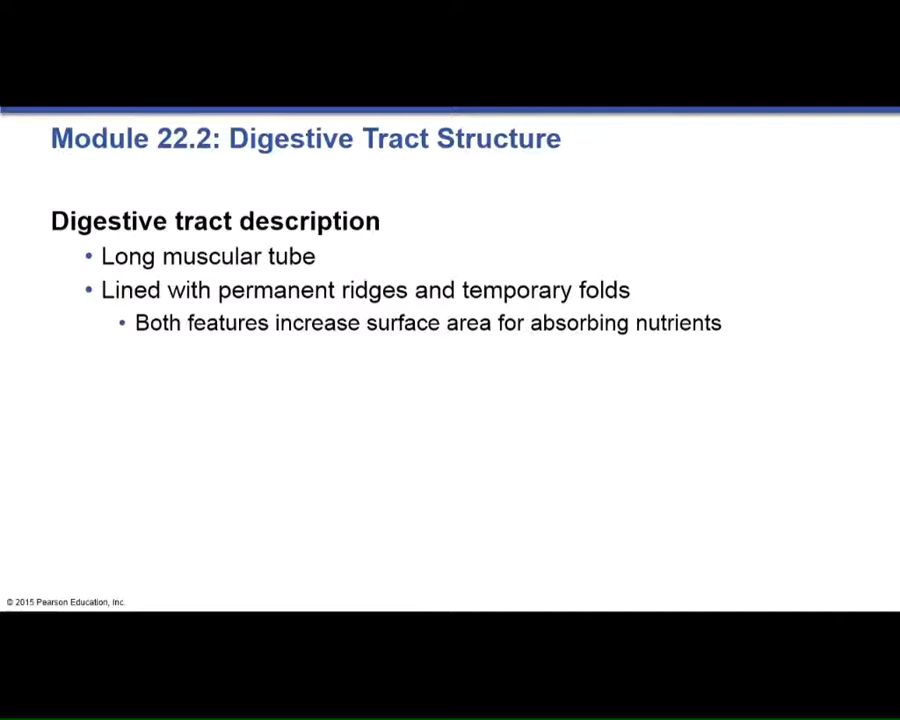 Module 22.2: Digestive Tract Structure
Digestive tract description
• Long muscular tube
• Lined with permanent ridges and temporary folds
• Both features increase surface area for absorbing nutrients
© 2015 Pearson Education, Inc.